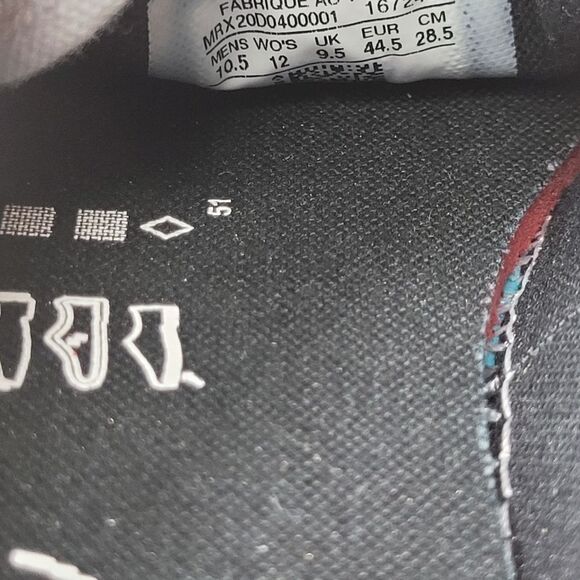 FABRIQUE AU
MRX20D0400001
MENS WO'S UK EUR CM
10.5 12 9.5 44.5 28.5
51